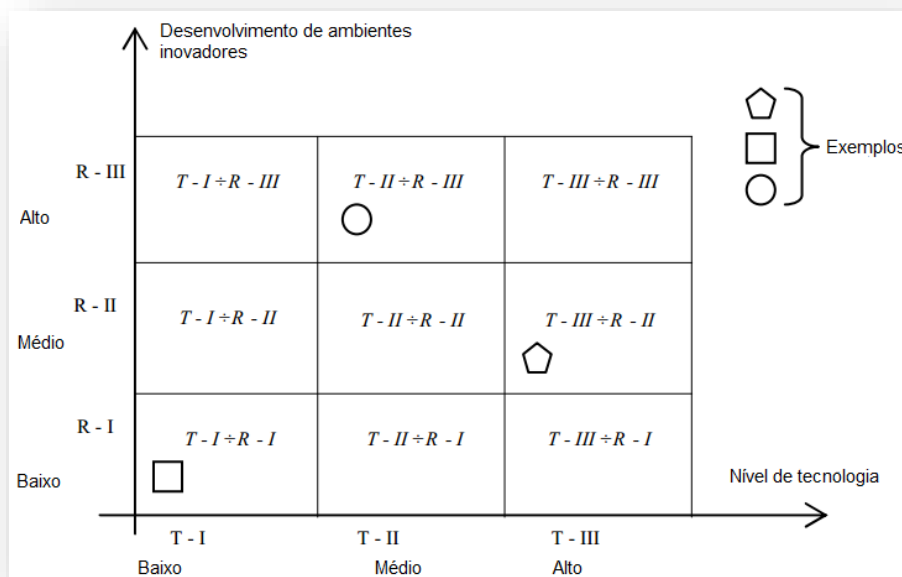 Desenvolvimento de ambientes
inovadores
Exemplos
R - III
Alto
T - I ÷ R - III
T - II ÷ R - III
T - III ÷ R - III
R - II
Médio
T - I ÷ R - II
T - II ÷ R - II
T - III ÷ R - II
R - I
Baixo
T - I ÷ R - I
T - II ÷ R - I
T - III ÷ R - I
Nível de tecnologia
T - I
T - II
T - III
Baixo
Médio
Alto